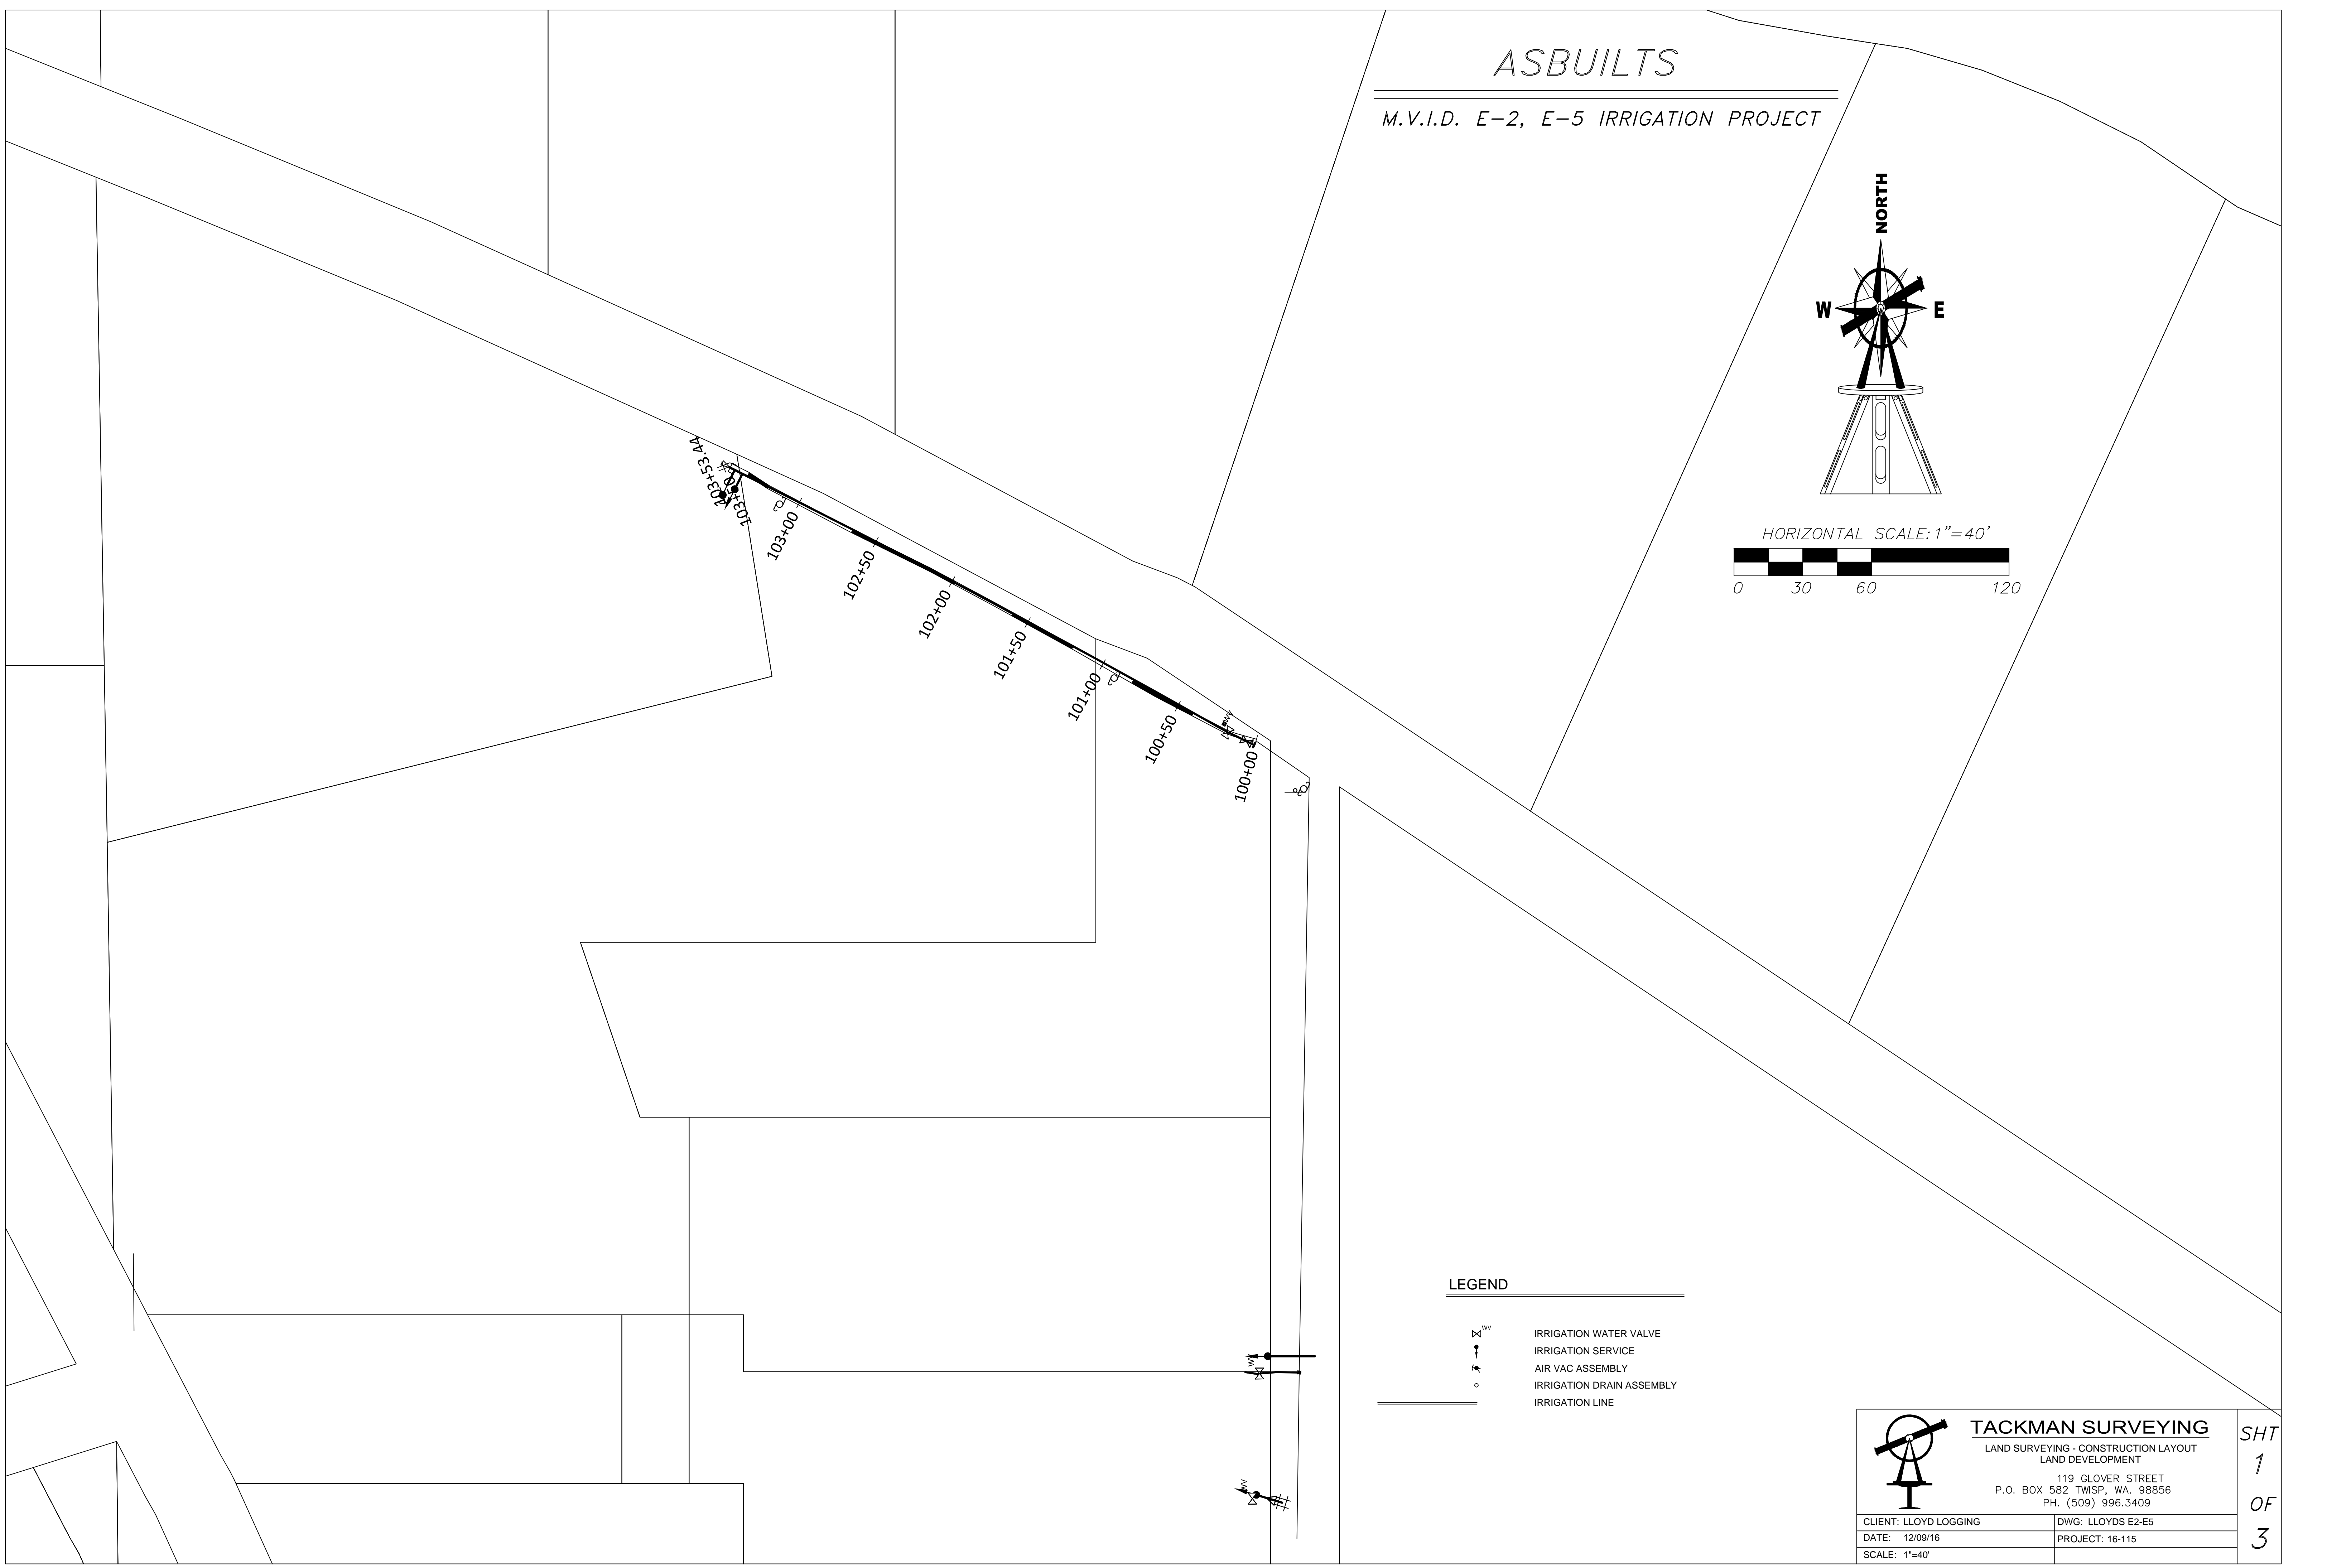 ASBUILTS
M.V.I.D. E-2, E-5 IRRIGATION PROJECT
NORTH
W
E
HORIZONTAL SCALE: 1"=40'
0 30 60 120
103+53.44
103+00
102+50
102+00
101+50
101+00
100+50
100+00
WV
WV
WV
LEGEND
WV
IRRIGATION WATER VALVE
IRRIGATION SERVICE
AIR VAC ASSEMBLY
IRRIGATION DRAIN ASSEMBLY
IRRIGATION LINE
TACKMAN SURVEYING
LAND SURVEYING - CONSTRUCTION LAYOUT
LAND DEVELOPMENT
119 GLOVER STREET
P.O. BOX 582 TWISP, WA. 98856
PH. (509) 996.3409
CLIENT: LLOYD LOGGING
DWG: LLOYDS E2-E5
DATE: 12/09/16
PROJECT: 16-115
SCALE: 1"=40'
SHT
1
OF
3